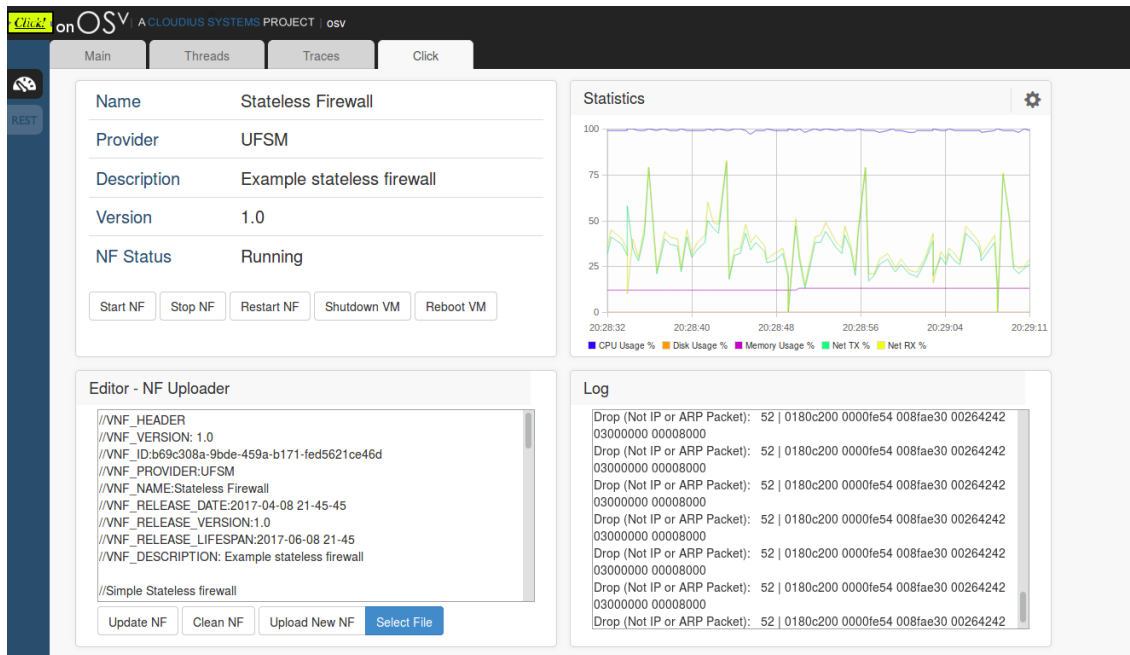 Click! on OSv | A CLOUDIUS SYSTEMS PROJECT | osv
Main Threads Traces Click
REST
Name Stateless Firewall
Provider UFSM
Description Example stateless firewall
Version 1.0
NF Status Running
Start NF Stop NF Restart NF Shutdown VM Reboot VM
Statistics
100
75
50
25
0
20:28:32 20:28:40 20:28:48 20:28:56 20:29:04 20:29:11
CPU Usage % Disk Usage % Memory Usage % Net TX % Net RX %
Editor - NF Uploader
//VNF_HEADER
//VNF_VERSION: 1.0
//VNF_ID:b69c308a-9bde-459a-b171-fed5621ce46d
//VNF_PROVIDER:UFSM
//VNF_NAME:Stateless Firewall
//VNF_RELEASE_DATE:2017-04-08 21-45-45
//VNF_RELEASE_VERSION:1.0
//VNF_RELEASE_LIFESPAN:2017-06-08 21-45
//VNF_DESCRIPTION: Example stateless firewall
//Simple Stateless firewall
Update NF Clean NF Upload New NF Select File
Log
Drop (Not IP or ARP Packet): 52 | 0180c200 0000fe54 008fae30 00264242
03000000 00008000
Drop (Not IP or ARP Packet): 52 | 0180c200 0000fe54 008fae30 00264242
03000000 00008000
Drop (Not IP or ARP Packet): 52 | 0180c200 0000fe54 008fae30 00264242
03000000 00008000
Drop (Not IP or ARP Packet): 52 | 0180c200 0000fe54 008fae30 00264242
03000000 00008000
Drop (Not IP or ARP Packet): 52 | 0180c200 0000fe54 008fae30 00264242
03000000 00008000
Drop (Not IP or ARP Packet): 52 | 0180c200 0000fe54 008fae30 00264242
03000000 00008000
Drop (Not IP or ARP Packet): 52 | 0180c200 0000fe54 008fae30 00264242